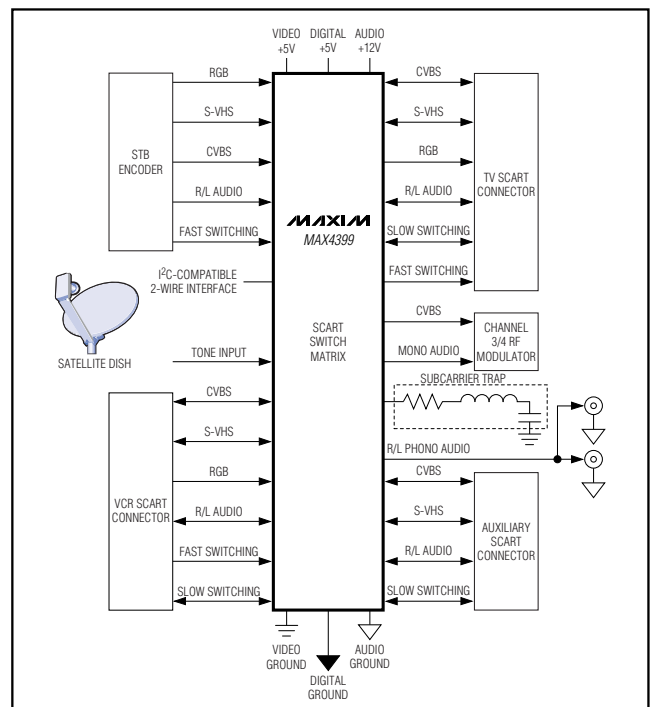 VIDEO DIGITAL AUDIO
+5V +5V +12V
RGB
S-VHS
CVBS
R/L AUDIO
FAST SWITCHING
STB
ENCODER
I²C-COMPATIBLE
2-WIRE INTERFACE
SATELLITE DISH
TONE INPUT
CVBS
S-VHS
RGB
R/L AUDIO
FAST SWITCHING
SLOW SWITCHING
VCR SCART
CONNECTOR
MAXIM
MAX4399
SCART
SWITCH
MATRIX
CVBS
S-VHS
RGB
R/L AUDIO
SLOW SWITCHING
FAST SWITCHING
TV SCART
CONNECTOR
CVBS
MONO AUDIO
CHANNEL
3/4 RF
MODULATOR
SUBCARRIER TRAP
R/L PHONO AUDIO
CVBS
S-VHS
R/L AUDIO
SLOW SWITCHING
AUXILIARY
SCART
CONNECTOR
VIDEO
GROUND
DIGITAL
GROUND
AUDIO
GROUND